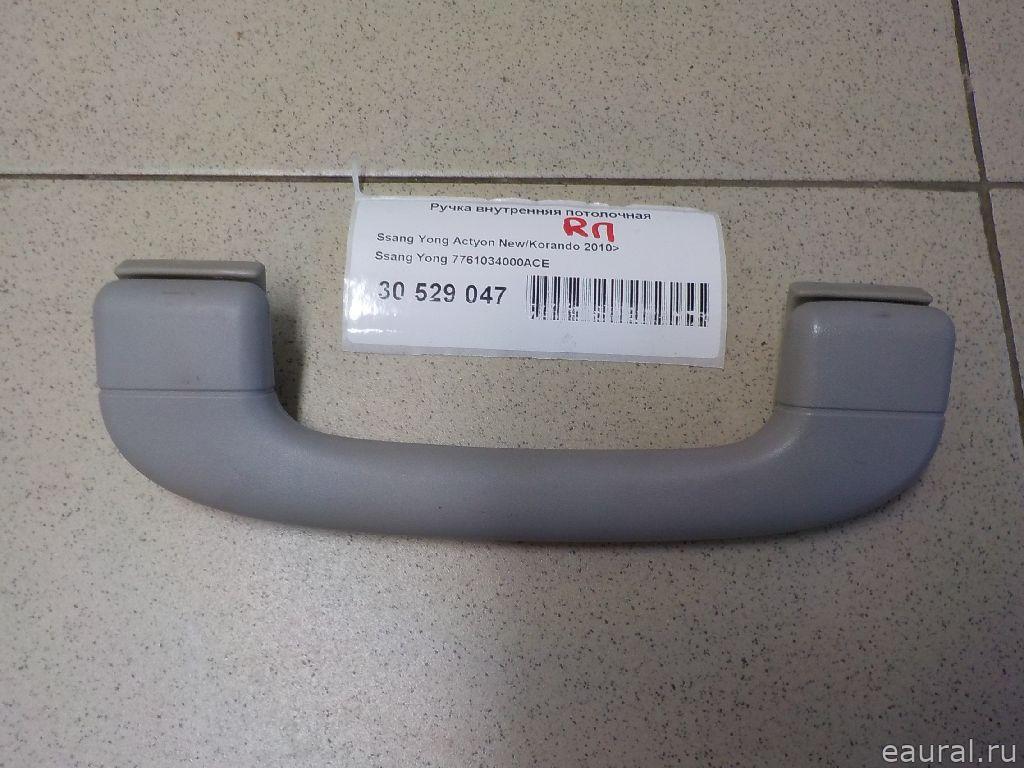 Ручка внутренняя потолочная
RП
Ssang Yong Actyon New/Korando 2010>
Ssang Yong 7761034000ACE
30 529 047
eaural.ru